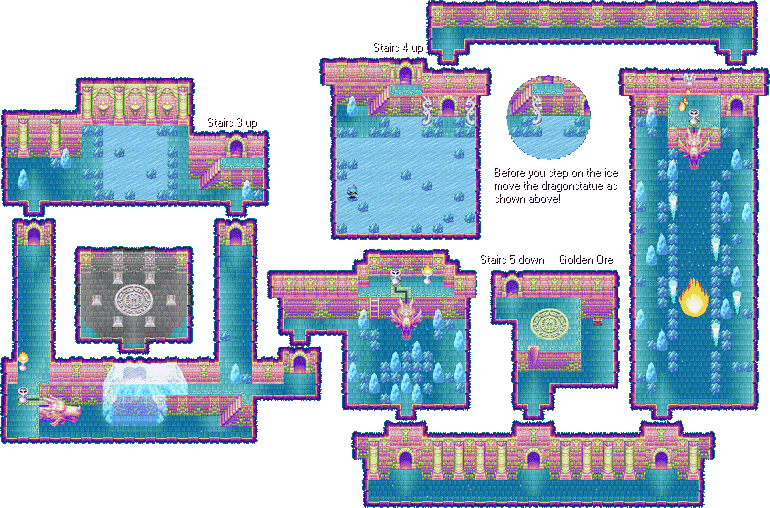 Stairs 4 up
Stairs 3 up
Before you step on the ice
move the dragonstatue as
shown above!
Stairs 5 down
Golden Ore